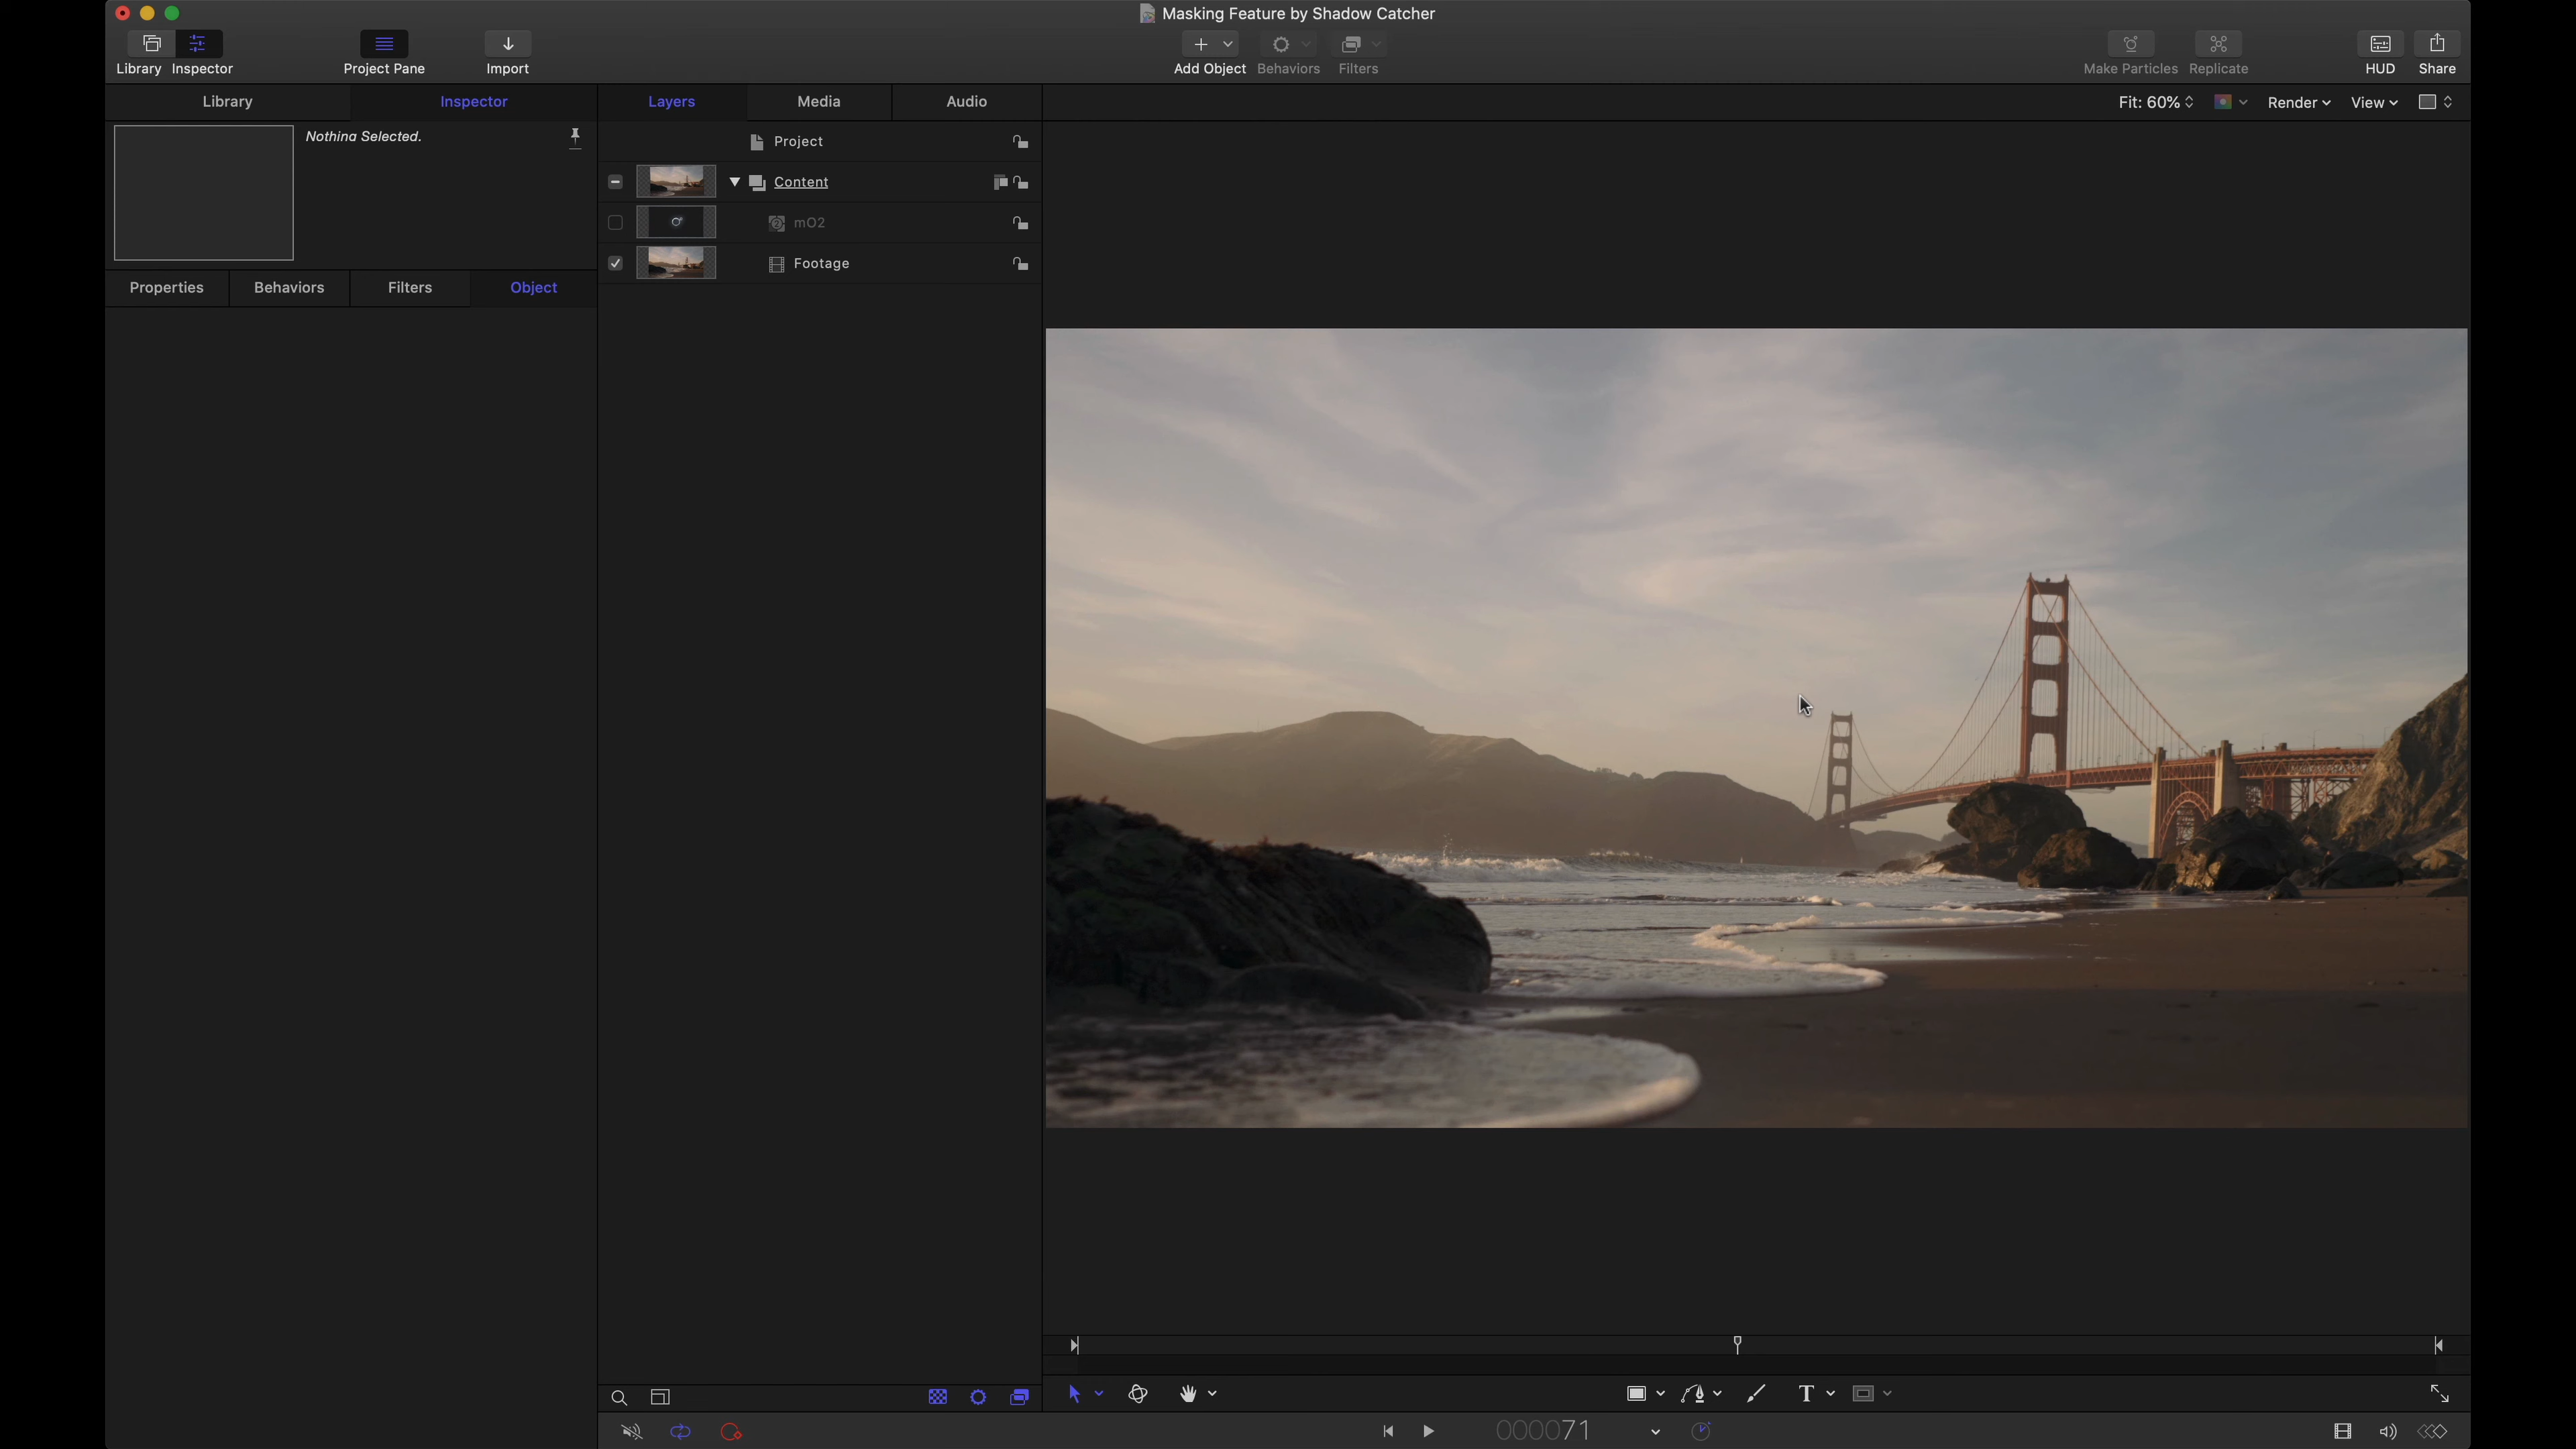 Masking Feature by Shadow Catcher
Library Inspector Project Pane Import Add Object Behaviors Filters Make Particles Replicate HUD Share
Library Inspector Layers Media Audio Fit: 60% Render View
Nothing Selected.
Project
Content
mO2
Footage
Properties Behaviors Filters Object
T
000071